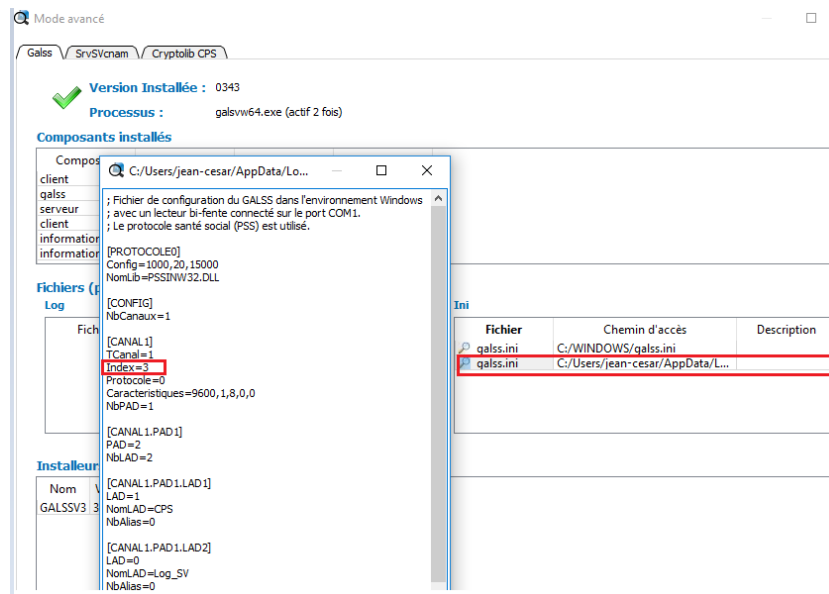 Mode avancé
Galss
SrvSVcnam
Cryptolib CPS
Version Installée : 0343
Processus : galsvw64.exe (actif 2 fois)
Composants installés
client
galss
serveur
client
C:/Users/jean-cesar/AppData/Lo...
; Fichier de configuration du GALSS dans l'environnement Windows
; avec un lecteur bi-fente connecté sur le port COM1.
; Le protocole santé social (PSS) est utilisé.
[PROTOCOLE0]
Config=1000,20,15000
NomLib=PSSINW32.DLL
[CONFIG]
NbCanaux=1
[CANAL1]
TCanal=1
Index=3
Protocole=0
Caracteristiques=9600,1,8,0,0
NbPAD=1
[CANAL1.PAD1]
PAD=2
NbLAD=2
[CANAL1.PAD1.LAD1]
LAD=1
NomLAD=CPS
NbAlias=0
[CANAL1.PAD1.LAD2]
LAD=0
NomLAD=Log_SV
NbAlias=0
Log
Ini
Fichier Chemin d'accès Description
galss.ini C:/WINDOWS/galss.ini
galss.ini C:/Users/jean-cesar/AppData/L...
Nom
GALSSV3